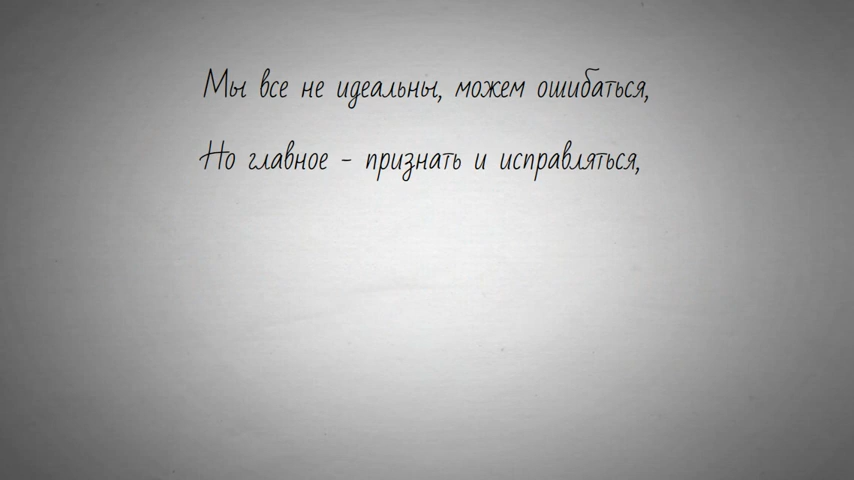 Мы все не идеальны, можем ошибаться,
Но главное - признать и исправляться,